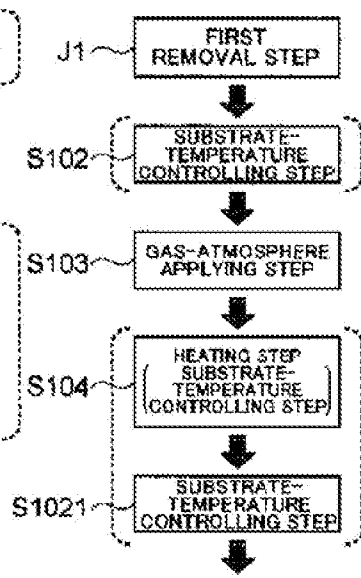 J1
FIRST
REMOVAL STEP
S102
SUBSTRATE-
TEMPERATURE
CONTROLLING STEP
S103
GAS-ATMOSPHERE
APPLYING STEP
S104
HEATING STEP
(SUBSTRATE-
TEMPERATURE
CONTROLLING STEP)
S1021
SUBSTRATE-
TEMPERATURE
CONTROLLING STEP